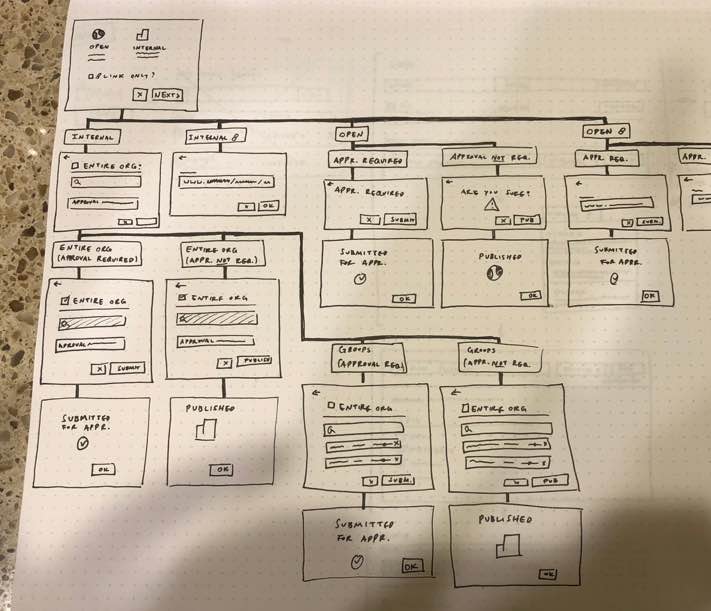 OPEN INTERNAL
LINK ONLY?
X NEXT>
INTERNAL
INTERNAL
OPEN
OPEN
← ENTIRE ORG?
APPROVAL
X
←
WWW.
X OK
APPR. REQUIRED
← APPR. REQUIRED
X SUBMIT
SUBMITTED
FOR APPR.
OK
APPROVAL NOT REQ.
←
ARE YOU SURE?
X PUB
PUBLISHED
OK
APPR. REQ.
←
X SUBM.
SUBMITTED
FOR APPR.
OK
APPR.
←
ENTIRE ORG
(APPROVAL REQUIRED)
←
ENTIRE ORG
APPROVAL
X SUBMIT
SUBMITTED
FOR APPR.
OK
ENTIRE ORG
(APPR. NOT REQ.)
←
ENTIRE ORG
APPROVAL
X PUBLISH
PUBLISHED
OK
GROUPS
(APPROVAL REQ.)
←
ENTIRE ORG
X
X
X SUBM.
SUBMITTED
FOR APPR.
OK
GROUPS
(APPR. NOT REQ.
←
ENTIRE ORG
X
X
X PUB
PUBLISHED
OK